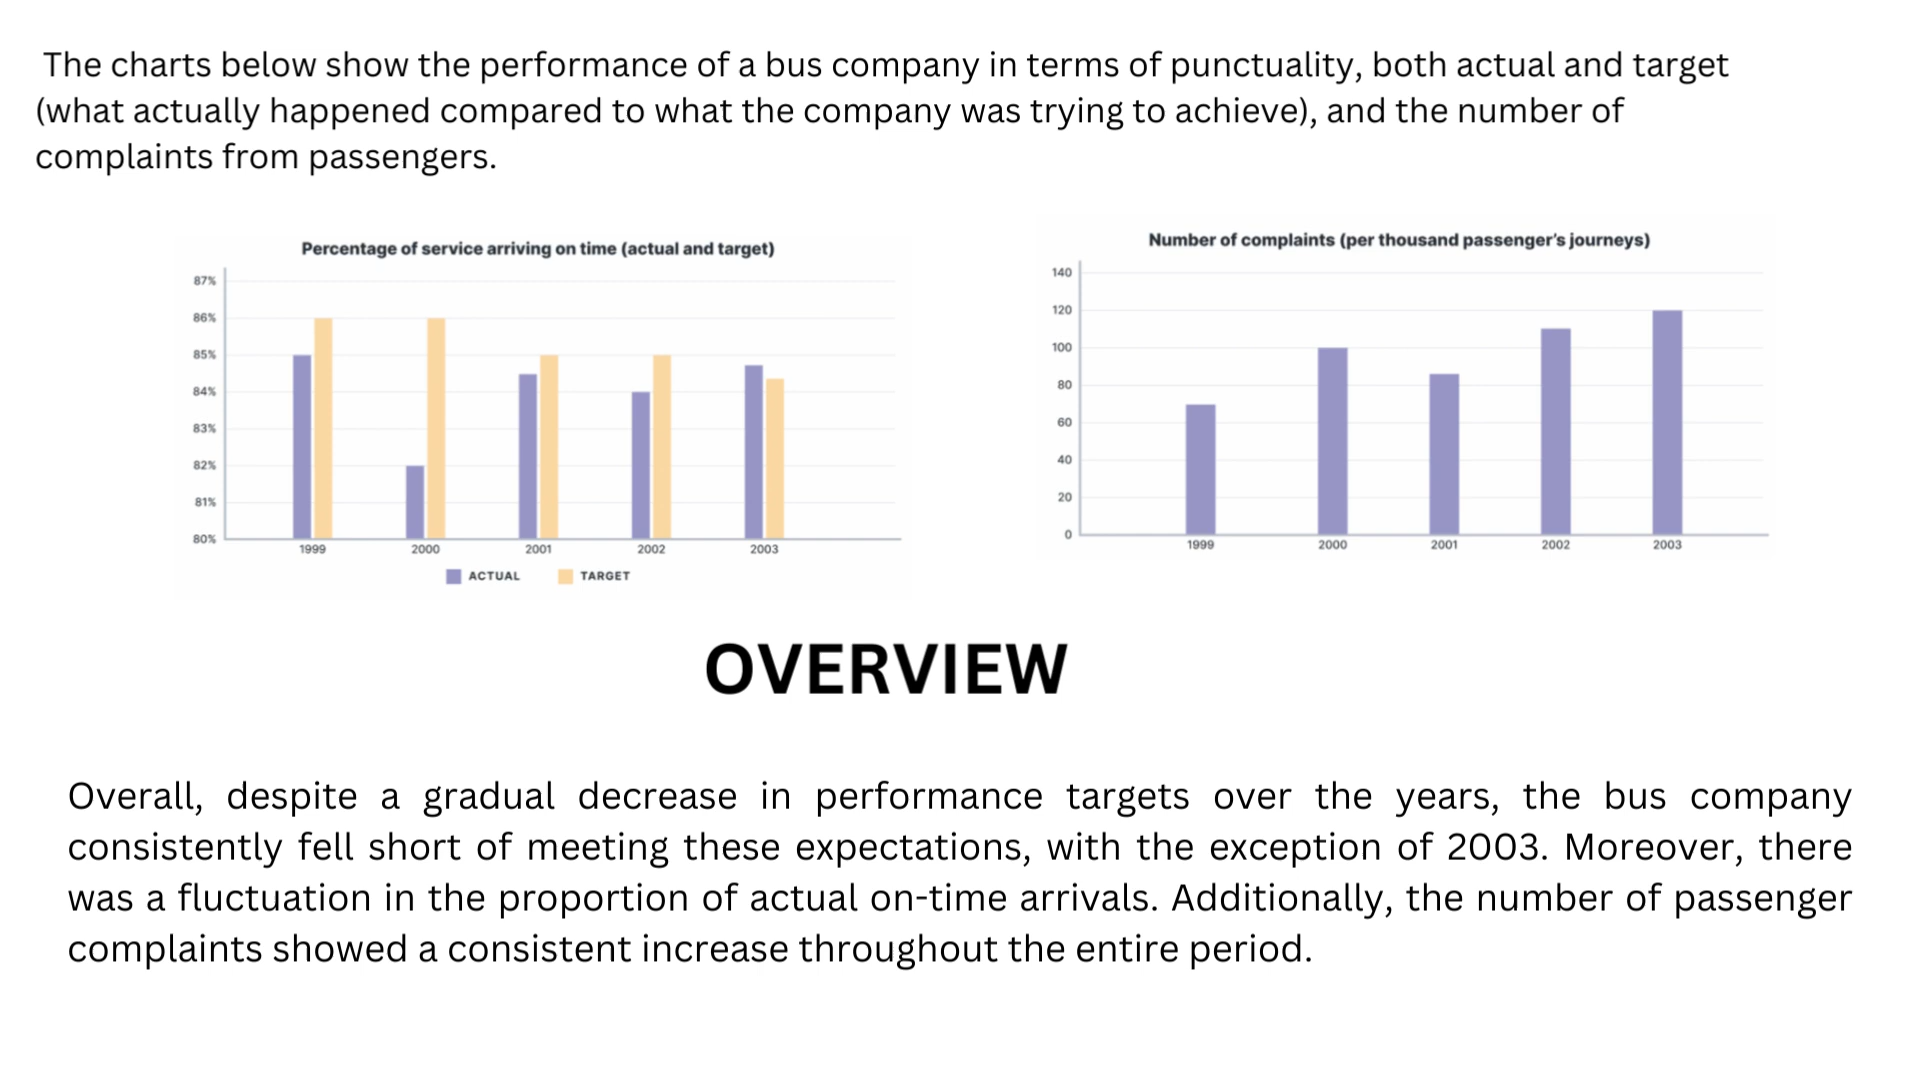 The charts below show the performance of a bus company in terms of punctuality, both actual and target
(what actually happened compared to what the company was trying to achieve), and the number of
complaints from passengers.
Percentage of service arriving on time (actual and target)
87%
86%
85%
84%
83%
82%
81%
80%
1999 2000 2001 2002 2003
ACTUAL TARGET
Number of complaints (per thousand passenger's journeys)
140
120
100
80
60
40
20
0
1999 2000 2001 2002 2003
OVERVIEW
Overall, despite a gradual decrease in performance targets over the years, the bus company
consistently fell short of meeting these expectations, with the exception of 2003. Moreover, there
was a fluctuation in the proportion of actual on-time arrivals. Additionally, the number of passenger
complaints showed a consistent increase throughout the entire period.